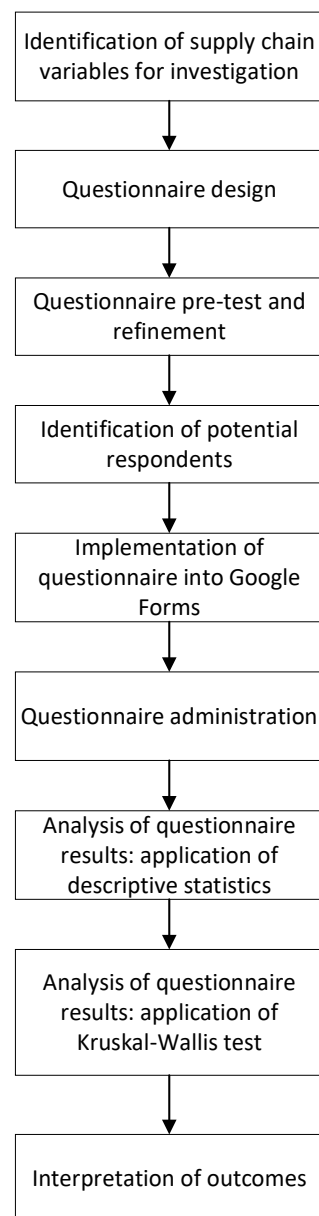 Identification of supply chain
variables for investigation
Questionnaire design
Questionnaire pre-test and
refinement
Identification of potential
respondents
Implementation of
questionnaire into Google
Forms
Questionnaire administration
Analysis of questionnaire
results: application of
descriptive statistics
Analysis of questionnaire
results: application of
Kruskal-Wallis test
Interpretation of outcomes